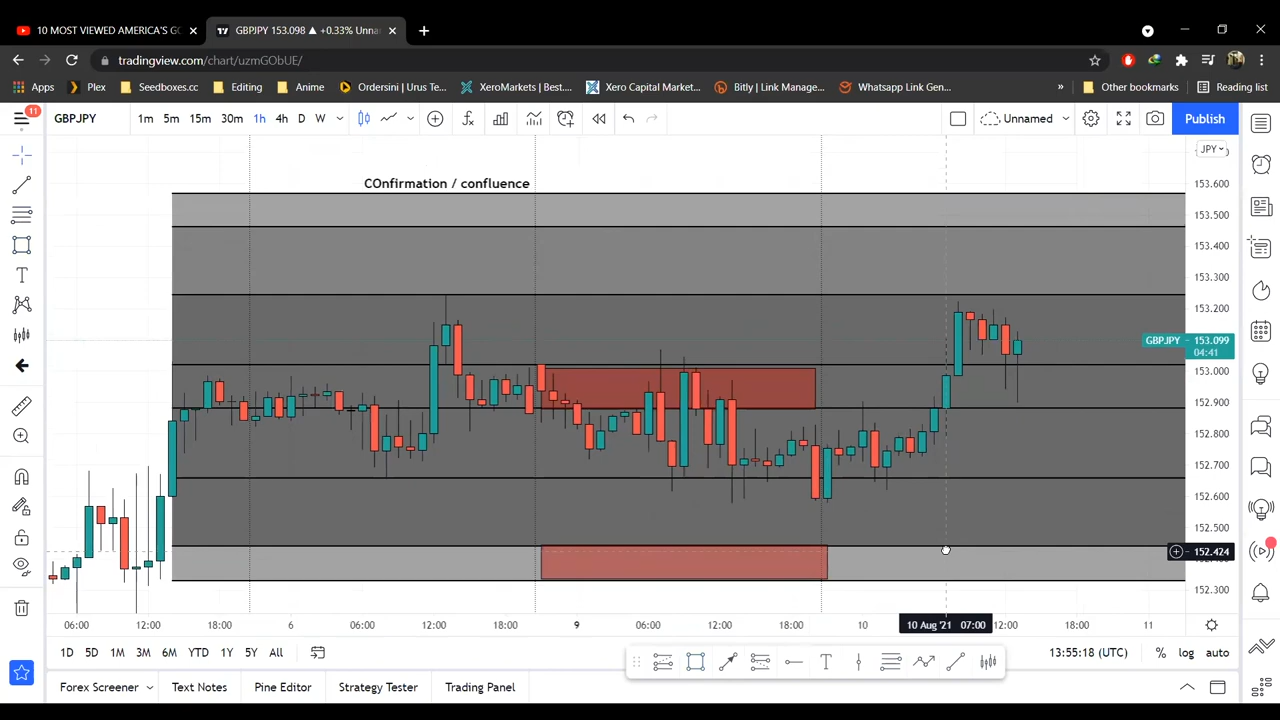 10 MOST VIEWED AMERICA'S GO
GBPJPY 153.098 ▲ +0.33% Unna
tradingview.com/chart/uzmGObUE/
Apps Plex Seedboxes.cc Editing Anime Ordersini | Urus Te... XeroMarkets | Best... Xero Capital Market... Bitly | Link Manage... Whatsapp Link Gen... » Other bookmarks Reading list
11
GBPJPY 1m 5m 15m 30m 1h 4h D W Unnamed Publish
JPY
COnfirmation / confluence
153.600
153.500
153.400
153.300
153.200
GBPJPY 153.099
04:41
153.000
152.900
152.800
152.700
152.600
152.500
152.424
152.300
06:00 12:00 18:00 6 06:00 12:00 18:00 9 06:00 12:00 18:00 10 10 Aug '21 07:00 12:00 18:00 11
1D 5D 1M 3M 6M YTD 1Y 5Y All 13:55:18 (UTC) % log auto
Forex Screener Text Notes Pine Editor Strategy Tester Trading Panel